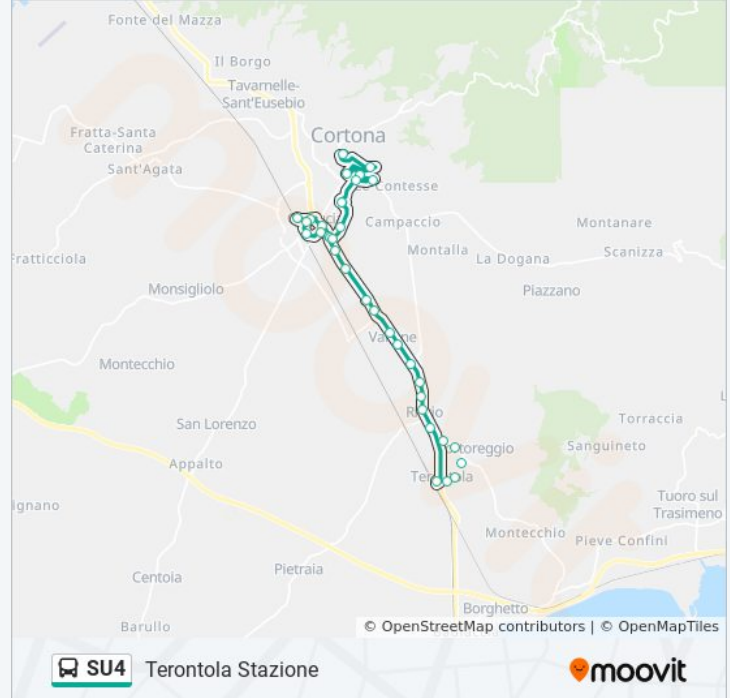 Fonte del Mazza
Il Borgo
Tavarnelle-
Sant'Eusebio
Cortona
Fratta-Santa
Caterina
Sant'Agata
Contesse
Campaccio
Montanare
Fratticciola
Montalla
La Dogana
Scanizza
Monsigliolo
Piazzano
Montecchio
San Lorenzo
Torraccia
Sanguineto
Appalto
ignano
Tuoro sul
Trasimeno
Montecchio
Pieve Confini
Pietraia
Centoia
Borghetto
Barullo
© OpenStreetMap contributors | © OpenMapTiles
SU4
Terontola Stazione
moovit